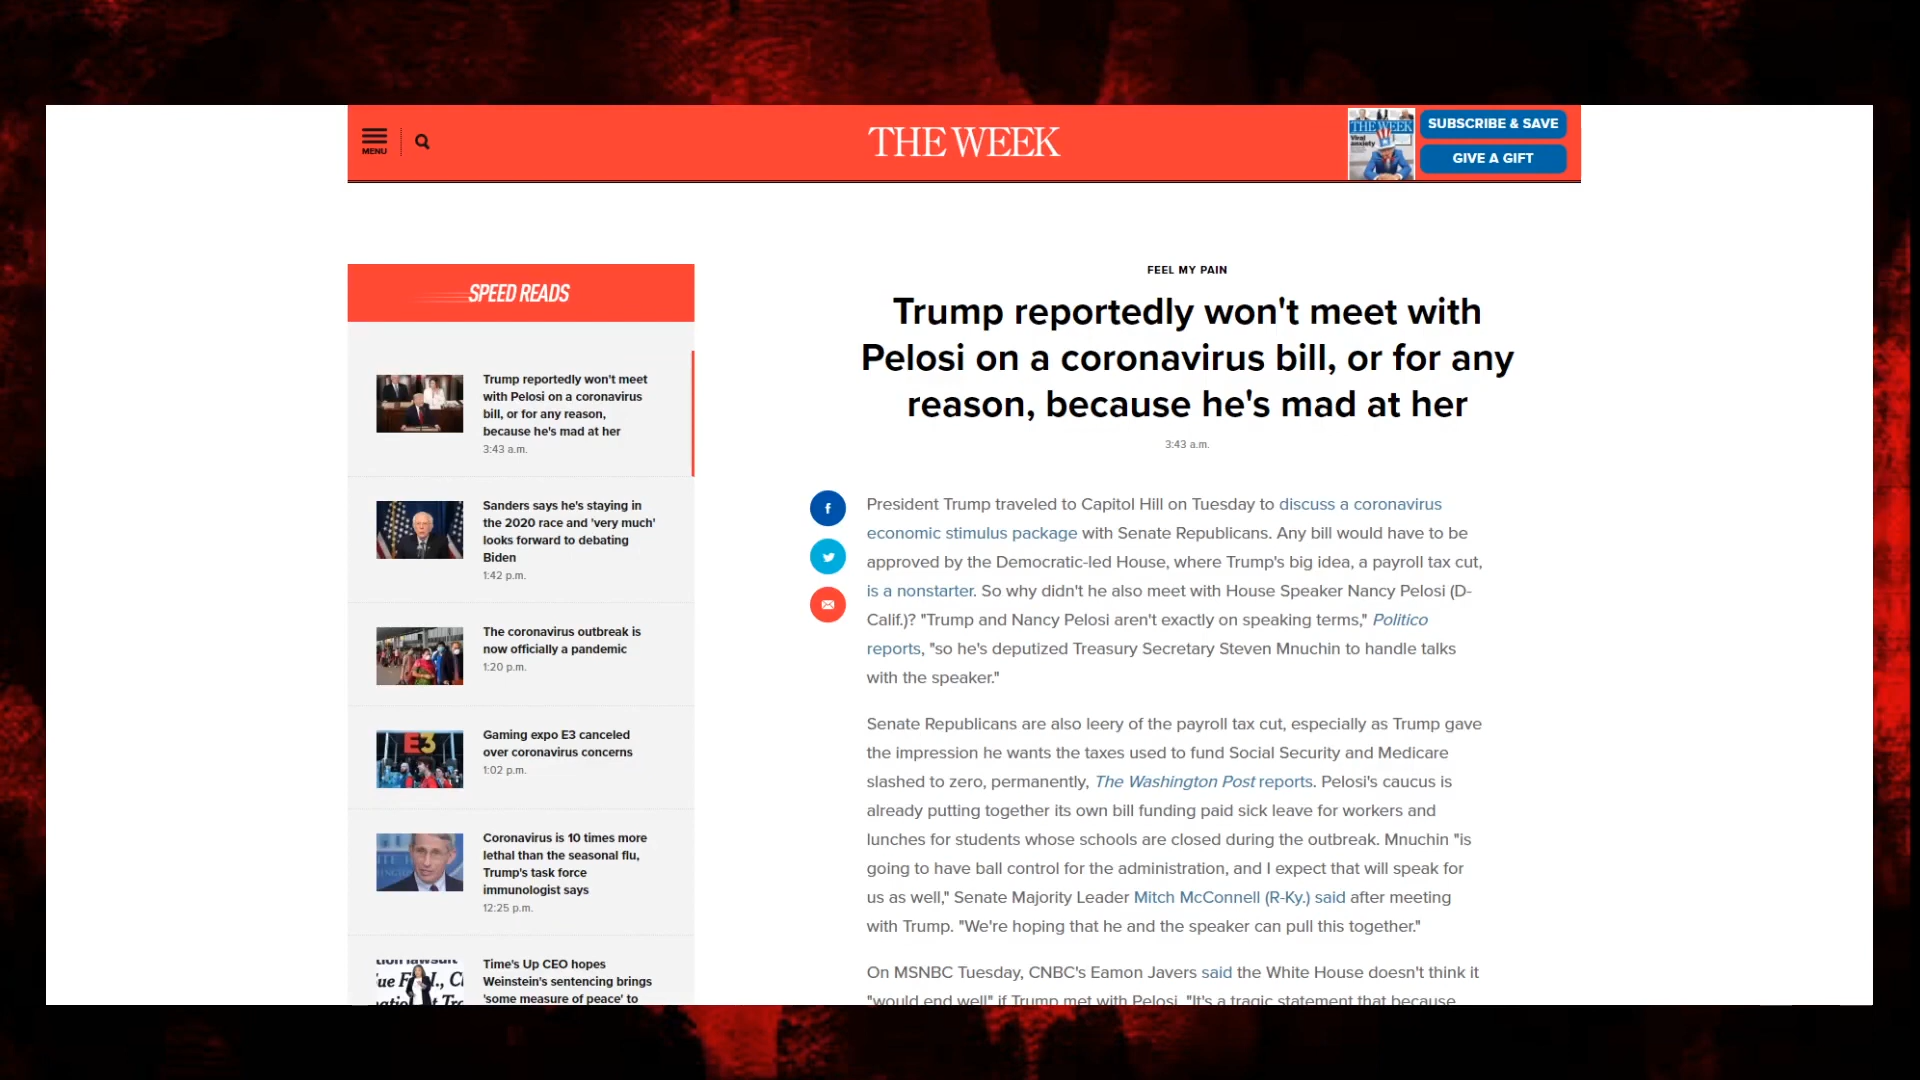 MENU
THE WEEK
THE WEEK
SUBSCRIBE & SAVE
GIVE A GIFT
SPEED READS
Trump reportedly won't meet
with Pelosi on a coronavirus
bill, or for any reason,
because he's mad at her
3:43 a.m.
Sanders says he's staying in
the 2020 race and 'very much'
looks forward to debating
Biden
1:42 p.m.
The coronavirus outbreak is
now officially a pandemic
1:20 p.m.
E3
Gaming expo E3 canceled
over coronavirus concerns
1:02 p.m.
Coronavirus is 10 times more
lethal than the seasonal flu,
Trump's task force
immunologist says
12:25 p.m.
Time's Up CEO hopes
Weinstein's sentencing brings
'some measure of peace' to
FEEL MY PAIN
Trump reportedly won't meet with
Pelosi on a coronavirus bill, or for any
reason, because he's mad at her
3:43 a.m.
President Trump traveled to Capitol Hill on Tuesday to discuss a coronavirus
economic stimulus package with Senate Republicans. Any bill would have to be
approved by the Democratic-led House, where Trump's big idea, a payroll tax cut,
is a nonstarter. So why didn't he also meet with House Speaker Nancy Pelosi (D-
Calif.)? "Trump and Nancy Pelosi aren't exactly on speaking terms," Politico
reports, "so he's deputized Treasury Secretary Steven Mnuchin to handle talks
with the speaker."
Senate Republicans are also leery of the payroll tax cut, especially as Trump gave
the impression he wants the taxes used to fund Social Security and Medicare
slashed to zero, permanently, The Washington Post reports. Pelosi's caucus is
already putting together its own bill funding paid sick leave for workers and
lunches for students whose schools are closed during the outbreak. Mnuchin "is
going to have ball control for the administration, and I expect that will speak for
us as well," Senate Majority Leader Mitch McConnell (R-Ky.) said after meeting
with Trump. "We're hoping that he and the speaker can pull this together."
On MSNBC Tuesday, CNBC's Eamon Javers said the White House doesn't think it
"would end well" if Trump met with Pelosi. "It's a tragic statement that because